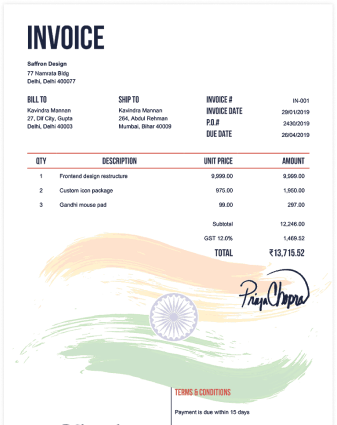 INVOICE
Saffron Design
77 Namrata Bldg
Delhi, Delhi 400077
BILL TO
Kavindra Mannan
27, Dlf City, Gupta
Delhi, Delhi 40003
SHIP TO
Kavindra Mannan
264, Abdul Rehman
Mumbai, Bihar 40009
INVOICE # IN-001
INVOICE DATE 29/01/2019
P.O.# 2430/2019
DUE DATE 26/04/2019
QTY DESCRIPTION UNIT PRICE AMOUNT
1 Frontend design restructure 9,999.00 9,999.00
2 Custom icon package 975.00 1,950.00
3 Gandhi mouse pad 99.00 297.00
Subtotal 12,246.00
GST 12.0% 1,469.52
TOTAL ₹13,715.52
Priya Chopra
TERMS & CONDITIONS
Payment is due within 15 days